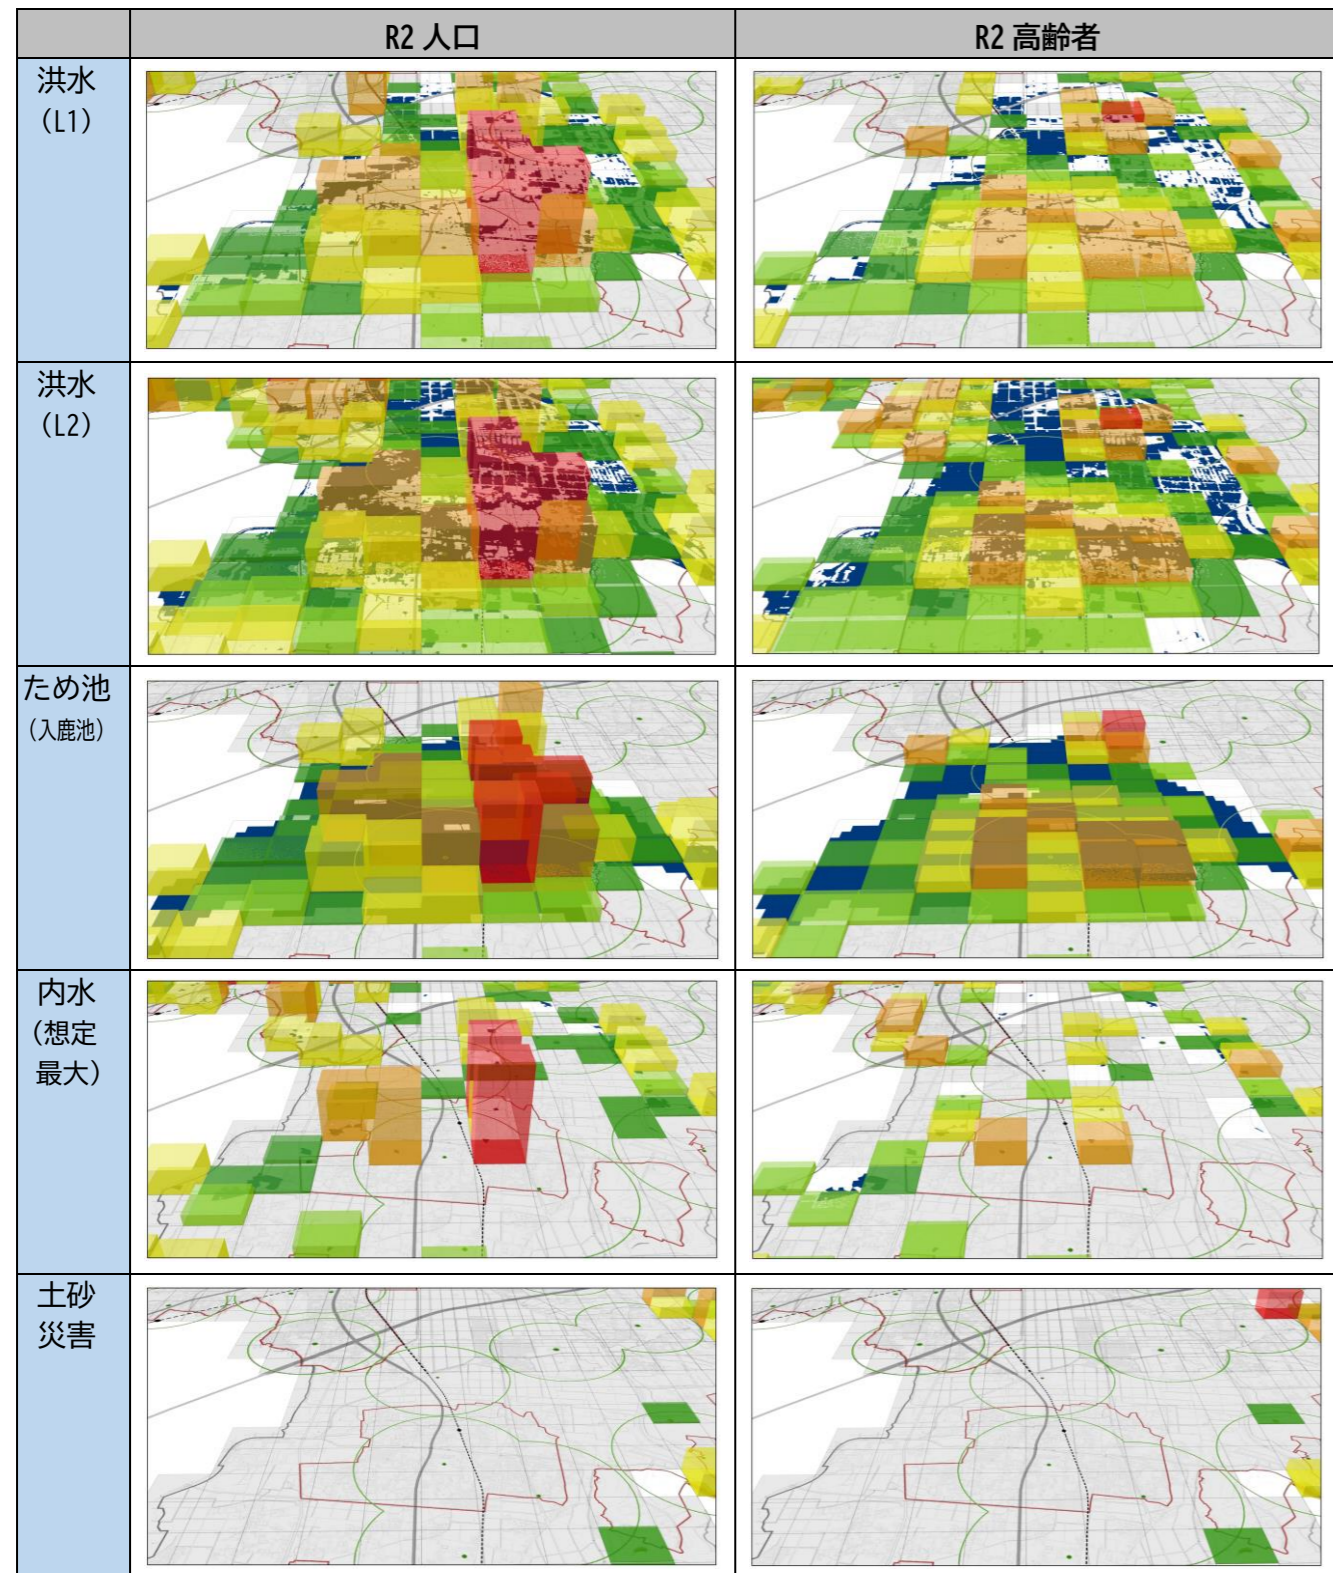 R2 人口
R2 高齢者
洪水
（L1）
洪水
（L2）
ため池
（入鹿池）
内水
（想定
最大）
土砂
災害